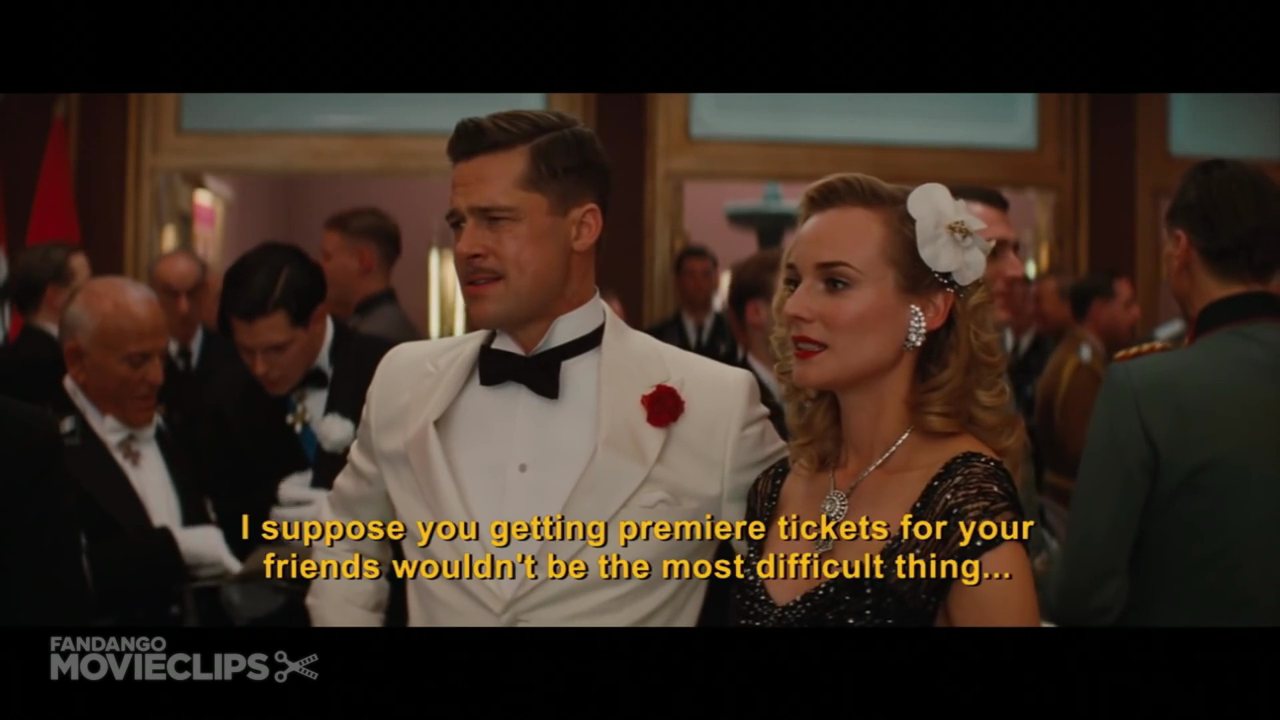 I suppose you getting premiere tickets for your
friends wouldn't be the most difficult thing...
FANDANGO
MOVIECLIPS